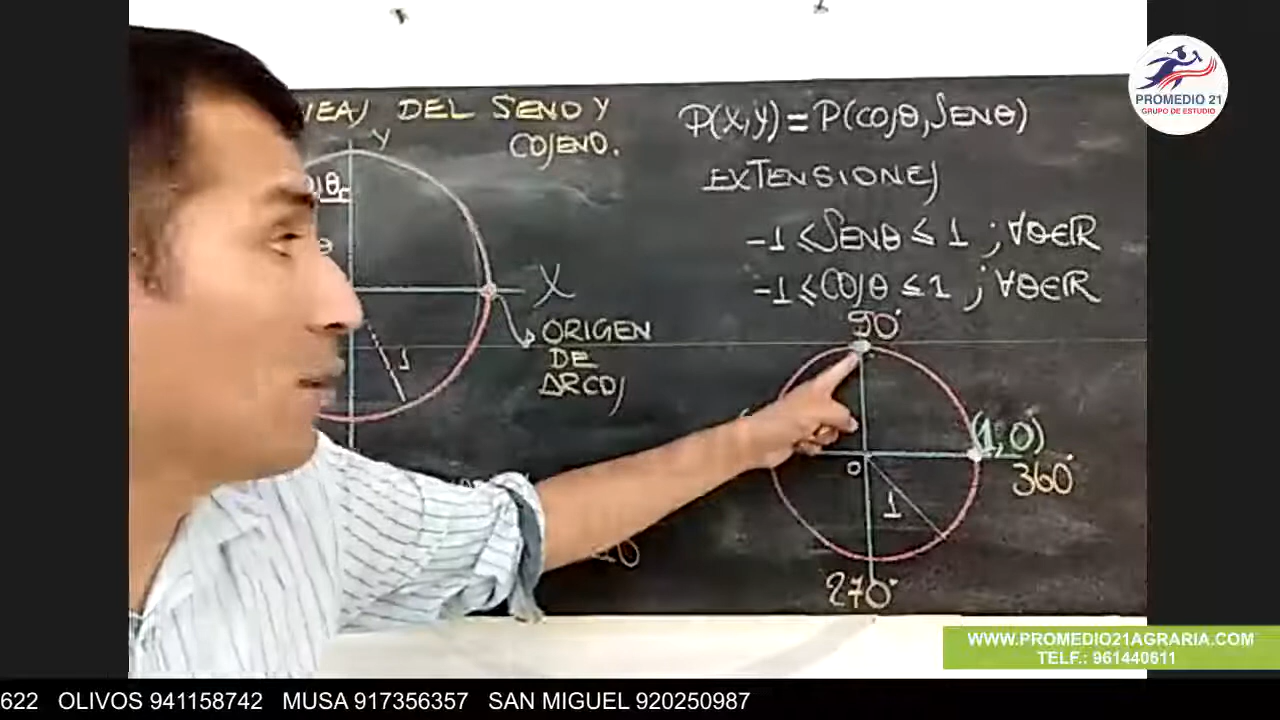 DEL SENO Y
COSENO.
Y
X
1
ORIGEN
DE
ARCOS
P(X,Y)=P(COSθ,SENθ)
EXTENSIONES
-1≤SENθ≤1;∀θ∈R
-1≤COSθ≤1;∀θ∈R
90°
(1,0)
360°
0
1
270°
PROMEDIO 21
GRUPO DE ESTUDIO
WWW.PROMEDIO21AGRARIA.COM
TELF.: 961440611
622 OLIVOS 941158742 MUSA 917356357 SAN MIGUEL 920250987